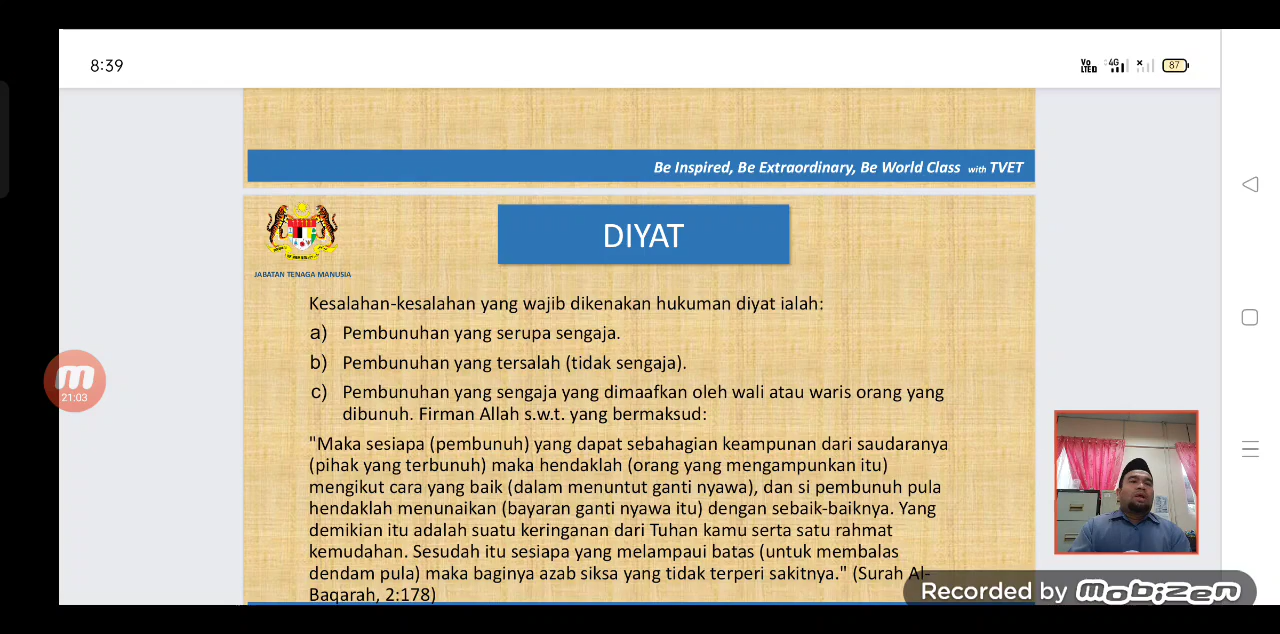 8:39
Vo LTED 4G 87
Be Inspired, Be Extraordinary, Be World Class with TVET
DIYAT
JABATAN TENAGA MANUSIA
Kesalahan-kesalahan yang wajib dikenakan hukuman diyat ialah:
a) Pembunuhan yang serupa sengaja.
b) Pembunuhan yang tersalah (tidak sengaja).
c) Pembunuhan yang sengaja yang dimaafkan oleh wali atau waris orang yang
dibunuh. Firman Allah s.w.t. yang bermaksud:
"Maka sesiapa (pembunuh) yang dapat sebahagian keampunan dari saudaranya
(pihak yang terbunuh) maka hendaklah (orang yang mengampunkan itu)
mengikut cara yang baik (dalam menuntut ganti nyawa), dan si pembunuh pula
hendaklah menunaikan (bayaran ganti nyawa itu) dengan sebaik-baiknya. Yang
demikian itu adalah suatu keringanan dari Tuhan kamu serta satu rahmat
kemudahan. Sesudah itu sesiapa yang melampaui batas (untuk membalas
dendam pula) maka baginya azab siksa yang tidak terperi sakitnya." (Surah Al-
Baqarah, 2:178)
m
21:03
Recorded by mobizen